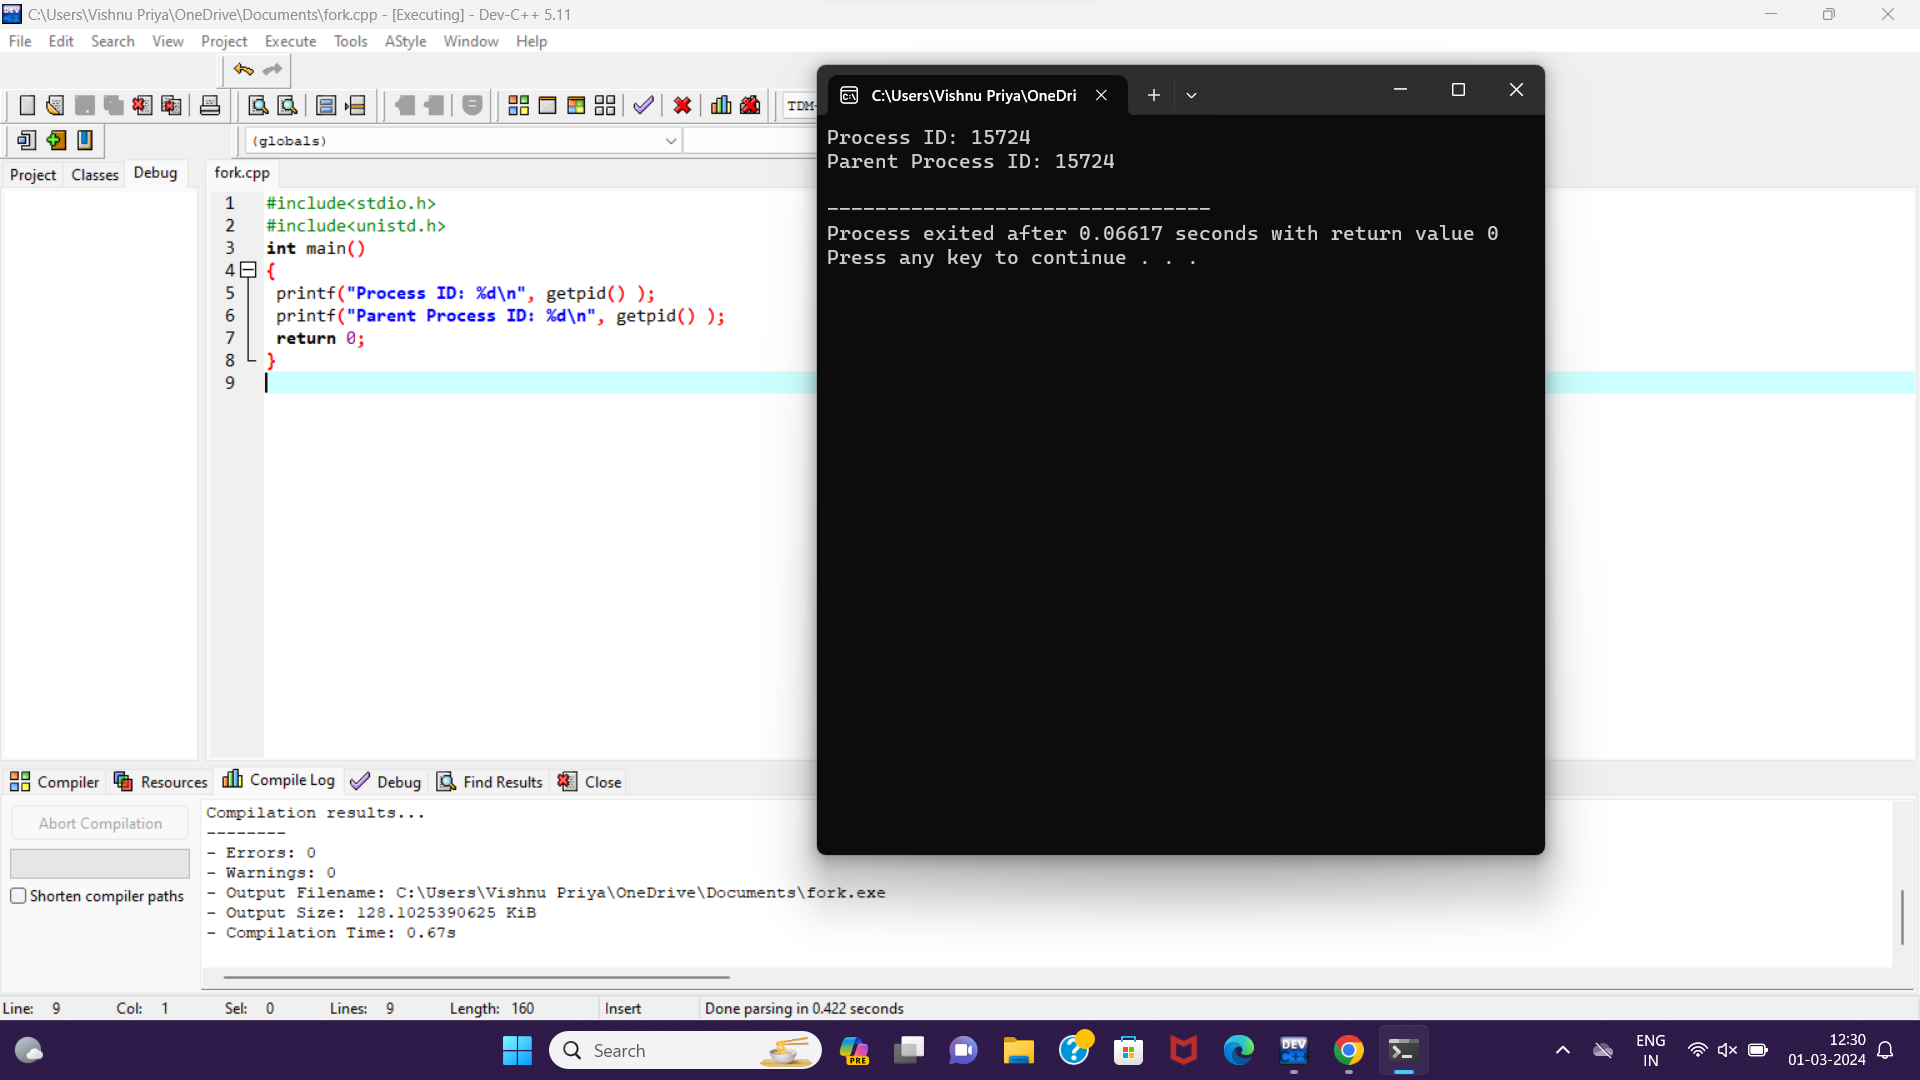 C:\Users\Vishnu Priya\OneDrive\Documents\fork.cpp - [Executing] - Dev-C++ 5.11
File Edit Search View Project Execute Tools AStyle Window Help
TDM-
(globals)
Project Classes Debug
fork.cpp
1 #include<stdio.h>
2 #include<unistd.h>
3 int main()
4 {
5 printf("Process ID: %d\n", getpid() );
6 printf("Parent Process ID: %d\n", getpid() );
7 return 0;
8 }
9
C:\Users\Vishnu Priya\OneDri
Process ID: 15724
Parent Process ID: 15724
--------------------------------
Process exited after 0.06617 seconds with return value 0
Press any key to continue . . .
Compiler Resources Compile Log Debug Find Results Close
Abort Compilation
Shorten compiler paths
Compilation results...
--------
- Errors: 0
- Warnings: 0
- Output Filename: C:\Users\Vishnu Priya\OneDrive\Documents\fork.exe
- Output Size: 128.1025390625 KiB
- Compilation Time: 0.67s
Line: 9 Col: 1 Sel: 0 Lines: 9 Length: 160 Insert Done parsing in 0.422 seconds
Search
PRE
DEV
C++
ENG
IN
12:30
01-03-2024